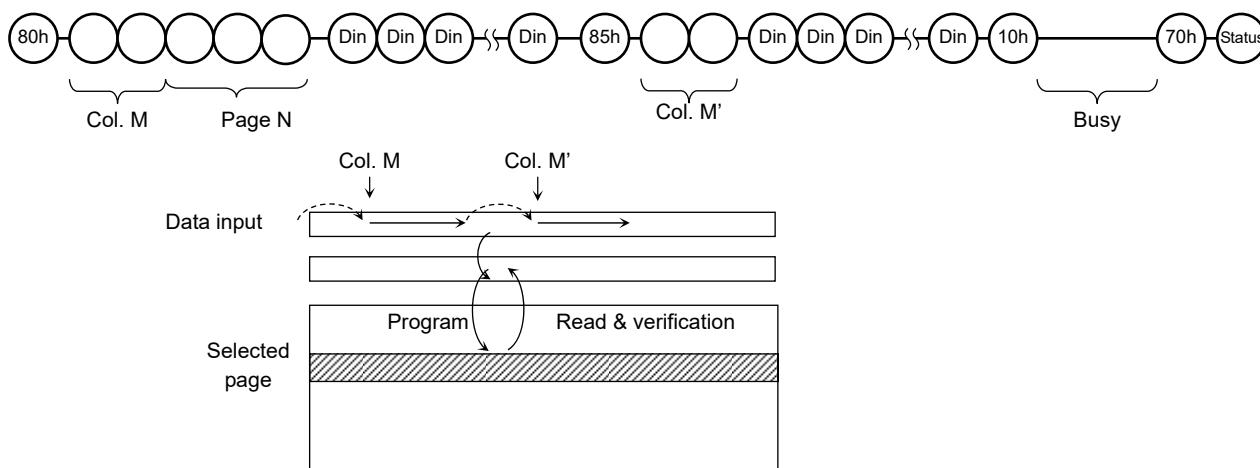 80h Din Din Din Din 85h Din Din Din Din 10h 70h Status
Col. M Page N Col. M’ Busy
Col. M Col. M’
Data input
Program Read & verification
Selected
page